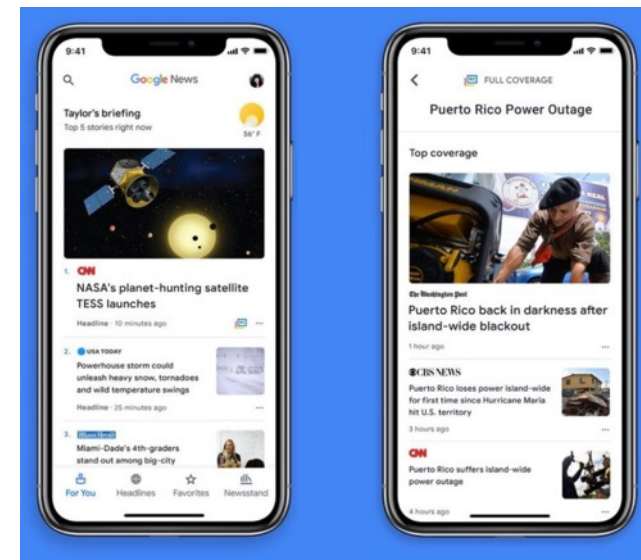 9:41
Google News
Taylor's briefing
Top 5 stories right now
56° F
1. CNN
NASA's planet-hunting satellite
TESS launches
Headline · 10 minutes ago
2. USA TODAY
Powerhouse storm could
unleash heavy snow, tornadoes
and wild temperature swings
Headline · 25 minutes ago
3. Miami Herald
Miami-Dade's 4th-graders
stand out among big-city
For You
Headlines
Favorites
Newsstand
9:41
FULL COVERAGE
Puerto Rico Power Outage
Top coverage
The Washington Post
Puerto Rico back in darkness after
island-wide blackout
1 hour ago
CBS NEWS
Puerto Rico loses power island-wide
for first time since Hurricane Maria
hit U.S. territory
3 hours ago
CNN
Puerto Rico suffers island-wide
power outage
4 hours ago